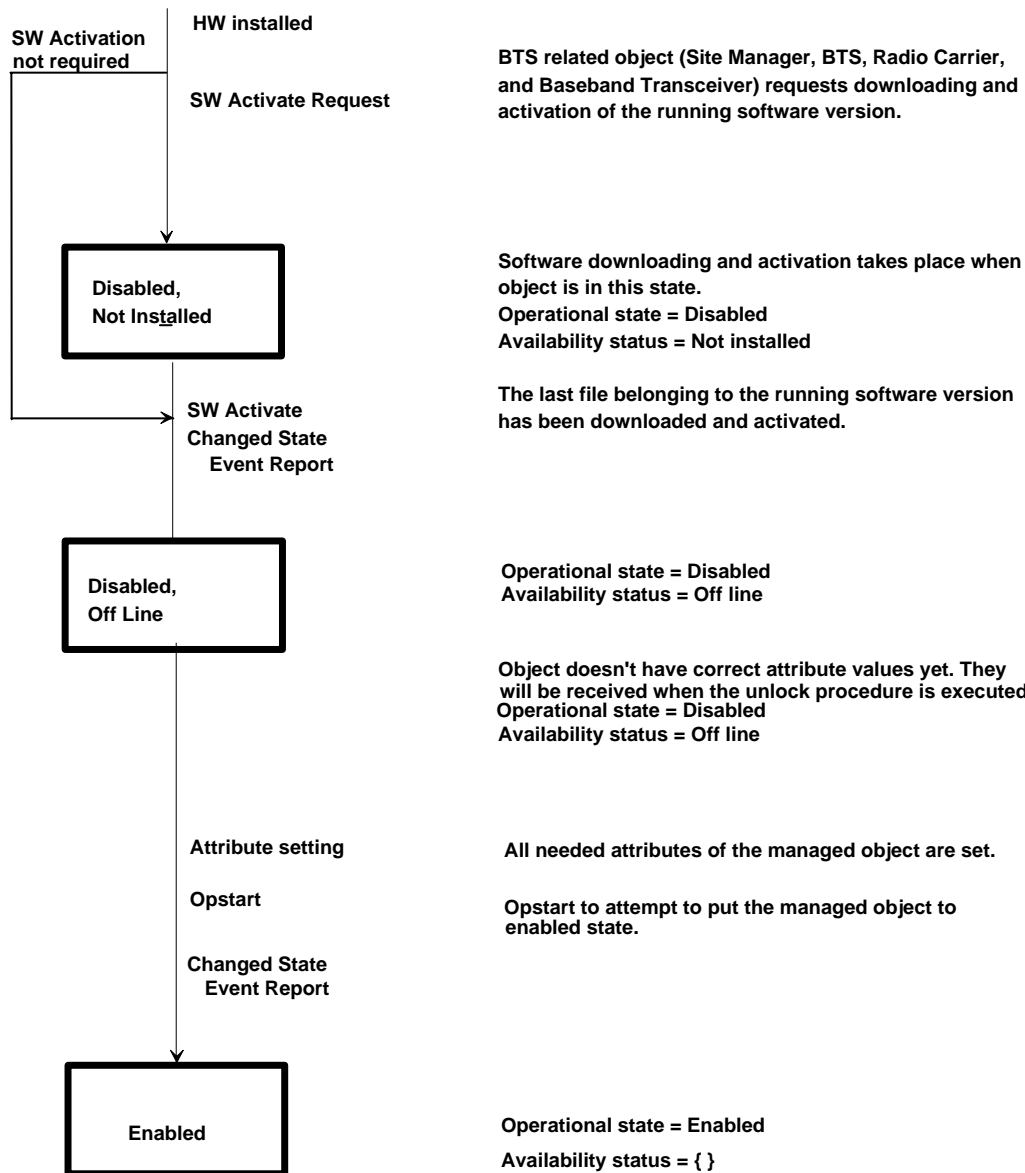 HW installed
SW Activation
not required
BTS related object (Site Manager, BTS, Radio Carrier,
and Baseband Transceiver) requests downloading and
activation of the running software version.
SW Activate Request
Disabled,
Not Installed
Software downloading and activation takes place when
object is in this state.
Operational state = Disabled
Availability status = Not installed
SW Activate
Changed State
Event Report
The last file belonging to the running software version
has been downloaded and activated.
Disabled,
Off Line
Operational state = Disabled
Availability status = Off line
Object doesn't have correct attribute values yet. They
will be received when the unlock procedure is executed
Operational state = Disabled
Availability status = Off line
Attribute setting
All needed attributes of the managed object are set.
Opstart
Opstart to attempt to put the managed object to
enabled state.
Changed State
Event Report
Enabled
Operational state = Enabled
Availability status = { }